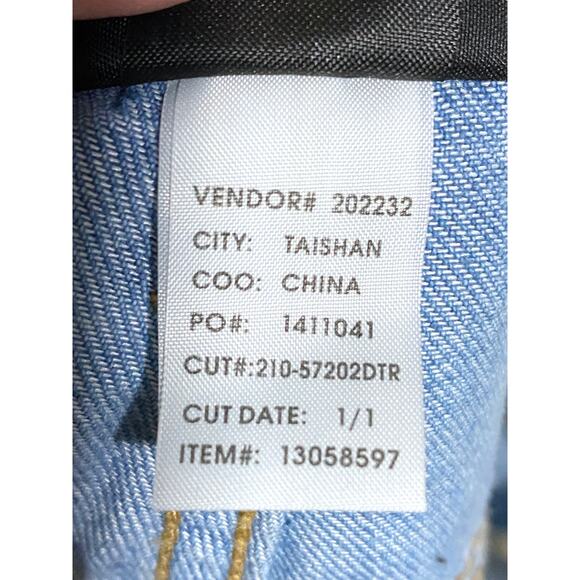 VENDOR# 202232
CITY: TAISHAN
COO: CHINA
PO#: 1411041
CUT#:210-57202DTR
CUT DATE: 1/1
ITEM#: 13058597